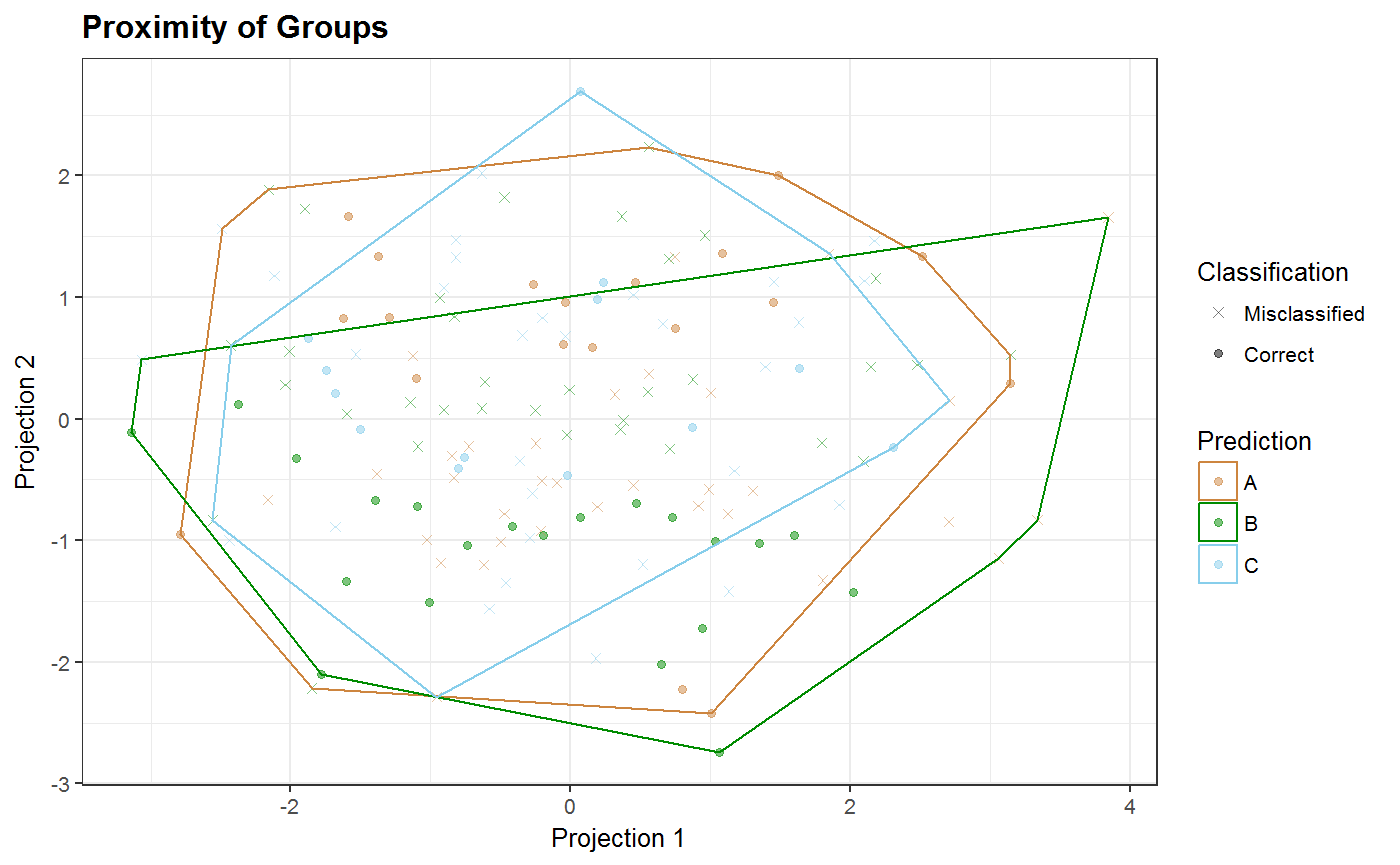 Proximity of Groups
Projection 2
2
1
0
-1
-2
-3
-2
0
2
4
Projection 1
Classification
Misclassified
Correct
Prediction
A
B
C